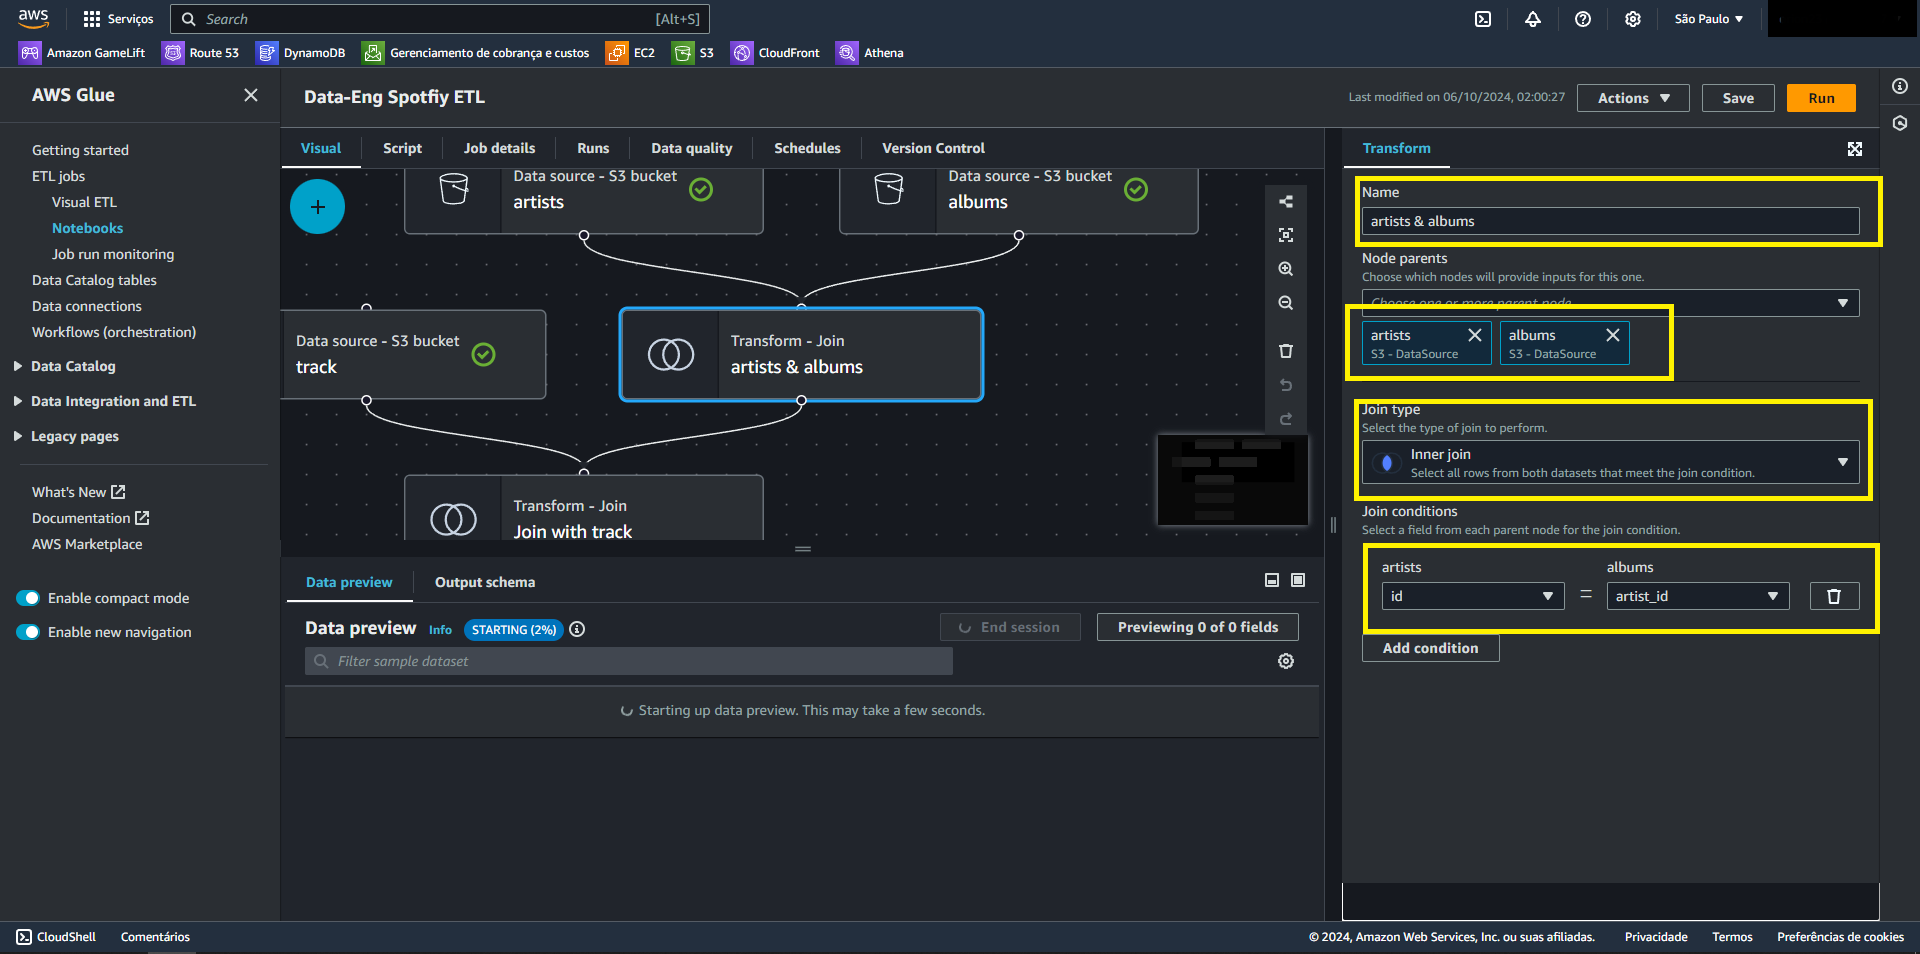 aws
Serviços
Search
[Alt+S]
São Paulo
Amazon GameLift
Route 53
DynamoDB
Gerenciamento de cobrança e custos
EC2
S3
CloudFront
Athena
AWS Glue
Getting started
ETL jobs
Visual ETL
Notebooks
Job run monitoring
Data Catalog tables
Data connections
Workflows (orchestration)
Data Catalog
Data Integration and ETL
Legacy pages
What's New
Documentation
AWS Marketplace
Enable compact mode
Enable new navigation
Data-Eng Spotfiy ETL
Last modified on 06/10/2024, 02:00:27
Actions
Save
Run
Visual
Script
Job details
Runs
Data quality
Schedules
Version Control
Data source - S3 bucket
artists
Data source - S3 bucket
albums
Data source - S3 bucket
track
Transform - Join
artists & albums
Transform - Join
Join with track
Data preview
Output schema
Data preview
Info
STARTING (2%)
End session
Previewing 0 of 0 fields
Filter sample dataset
Starting up data preview. This may take a few seconds.
Transform
Name
artists & albums
Node parents
Choose which nodes will provide inputs for this one.
Choose one or more parent node
artists
S3 - DataSource
albums
S3 - DataSource
Join type
Select the type of join to perform.
Inner join
Select all rows from both datasets that meet the join condition.
Join conditions
Select a field from each parent node for the join condition.
artists
albums
id
=
artist_id
Add condition
CloudShell
Comentários
© 2024, Amazon Web Services, Inc. ou suas afiliadas.
Privacidade
Termos
Preferências de cookies